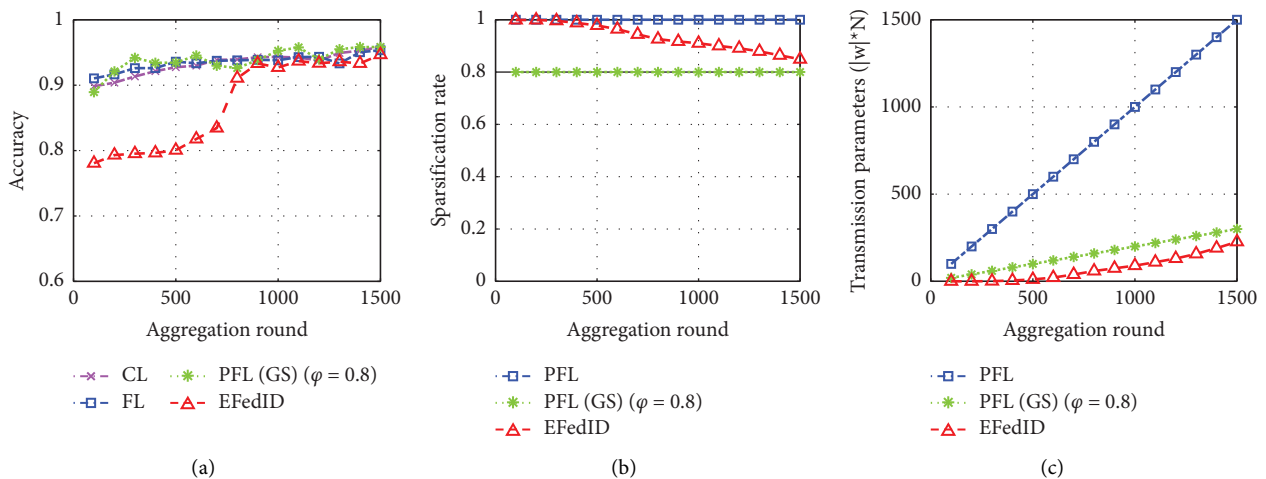 1
0.9
0.8
0.7
0.6
Accuracy
0
500
1000
1500
Aggregation round
CL
PFL (GS) (φ = 0.8)
FL
EFedID
(a)
1
0.8
0.6
0.4
0.2
0
Sparsification rate
0
500
1000
1500
Aggregation round
PFL
PFL (GS) (φ = 0.8)
EFedID
(b)
1500
1000
500
0
Transmission parameters (|w|*N)
0
500
1000
1500
Aggregation round
PFL
PFL (GS) (φ = 0.8)
EFedID
(c)